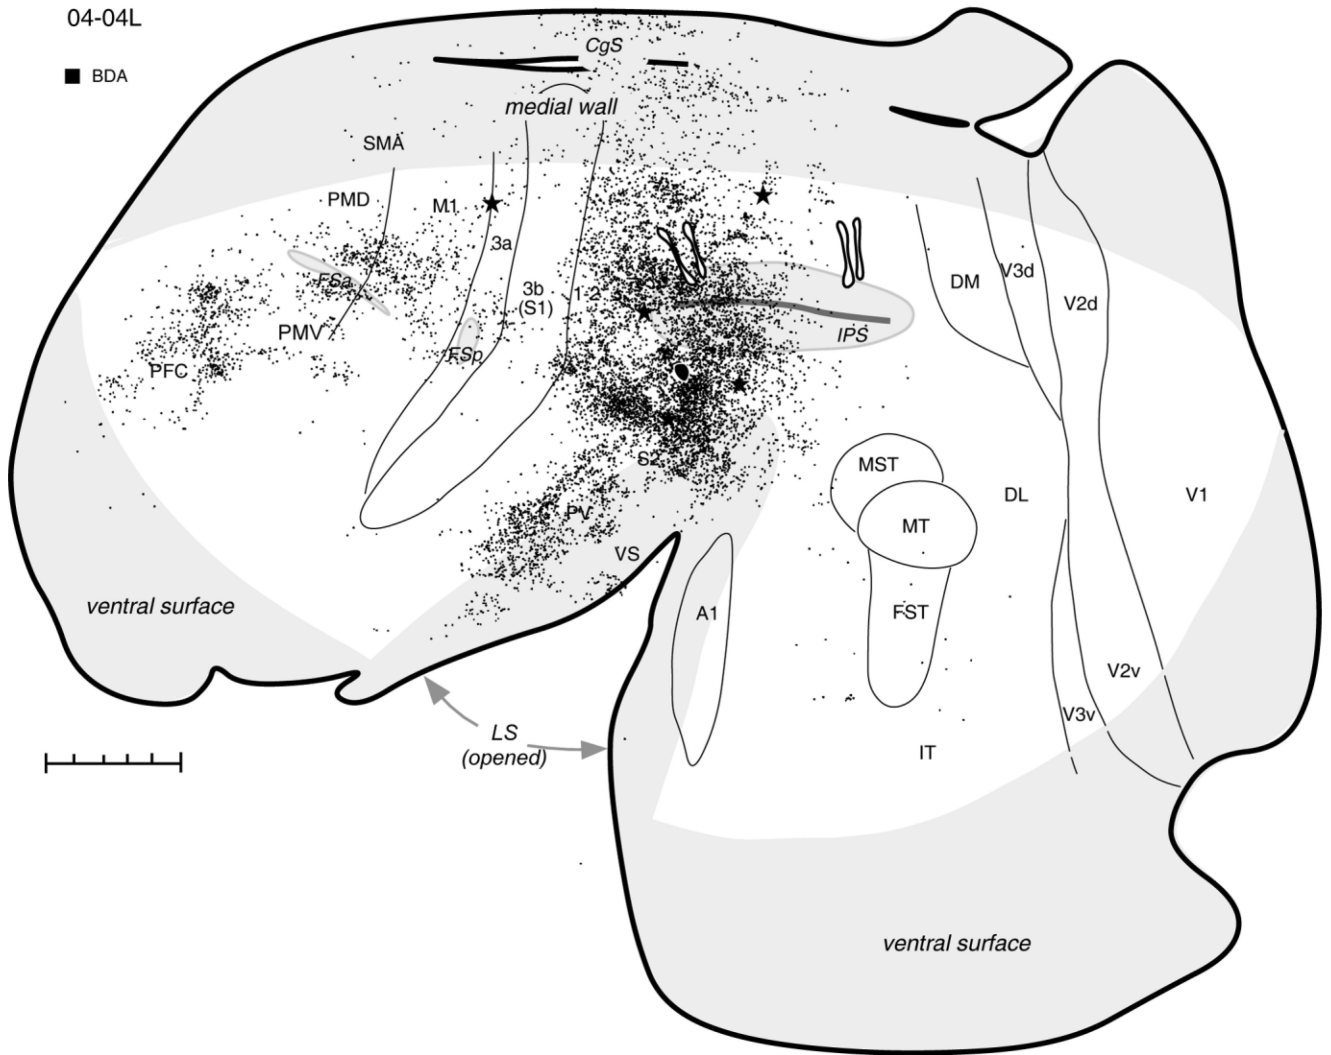 04-04L
BDA
CgS
medial wall
SMA
PMD
M1
3a
3b
(S1)
1-2
FSa
PMV
FSp
PFC
IPS
DM
V3d
V2d
S2
MST
MT
DL
V1
PV
VS
A1
FST
ventral surface
V2v
V3v
LS
(opened)
IT
ventral surface